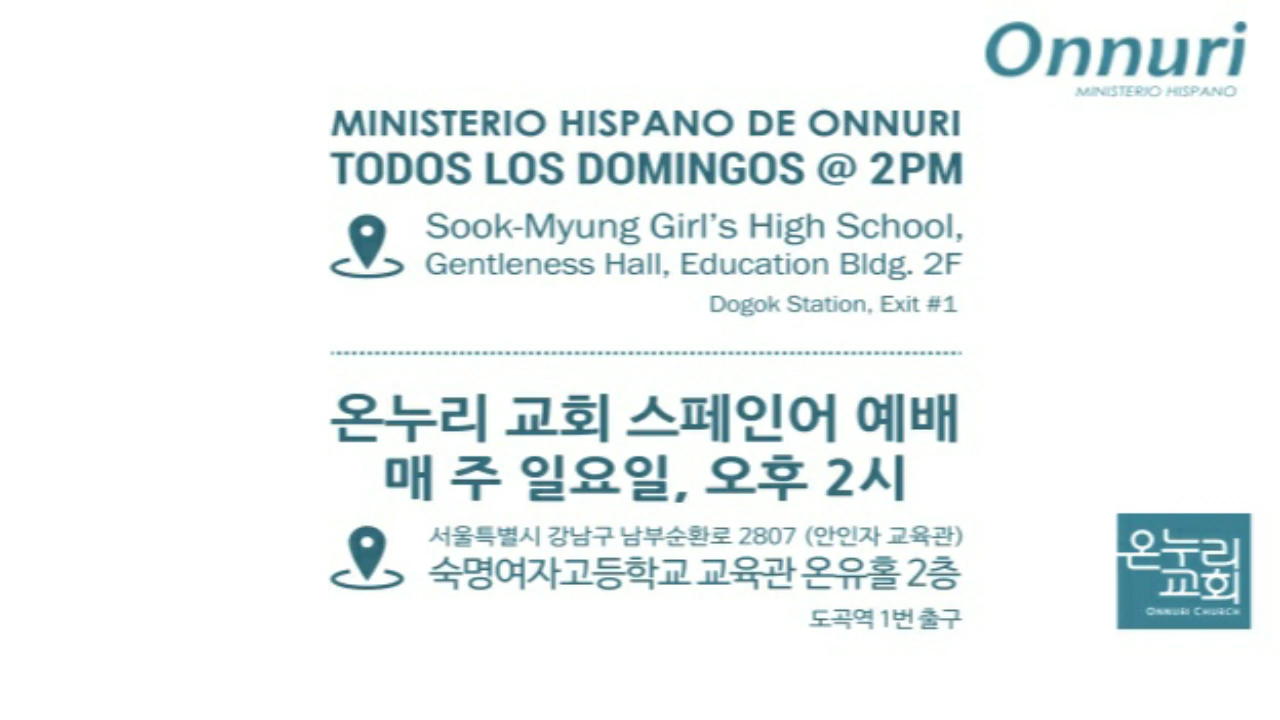 Onnuri
MINISTERIO HISPANO
MINISTERIO HISPANO DE ONNURI
TODOS LOS DOMINGOS @ 2PM
Sook-Myung Girl's High School,
Gentleness Hall, Education Bldg. 2F
Dogok Station, Exit #1
온누리 교회 스페인어 예배
매 주 일요일, 오후 2시
서울특별시 강남구 남부순환로 2807 (안인자 교육관)
숙명여자고등학교 교육관 온유홀 2층
도곡역 1번 출구
온누리
교회
ONNURI CHURCH